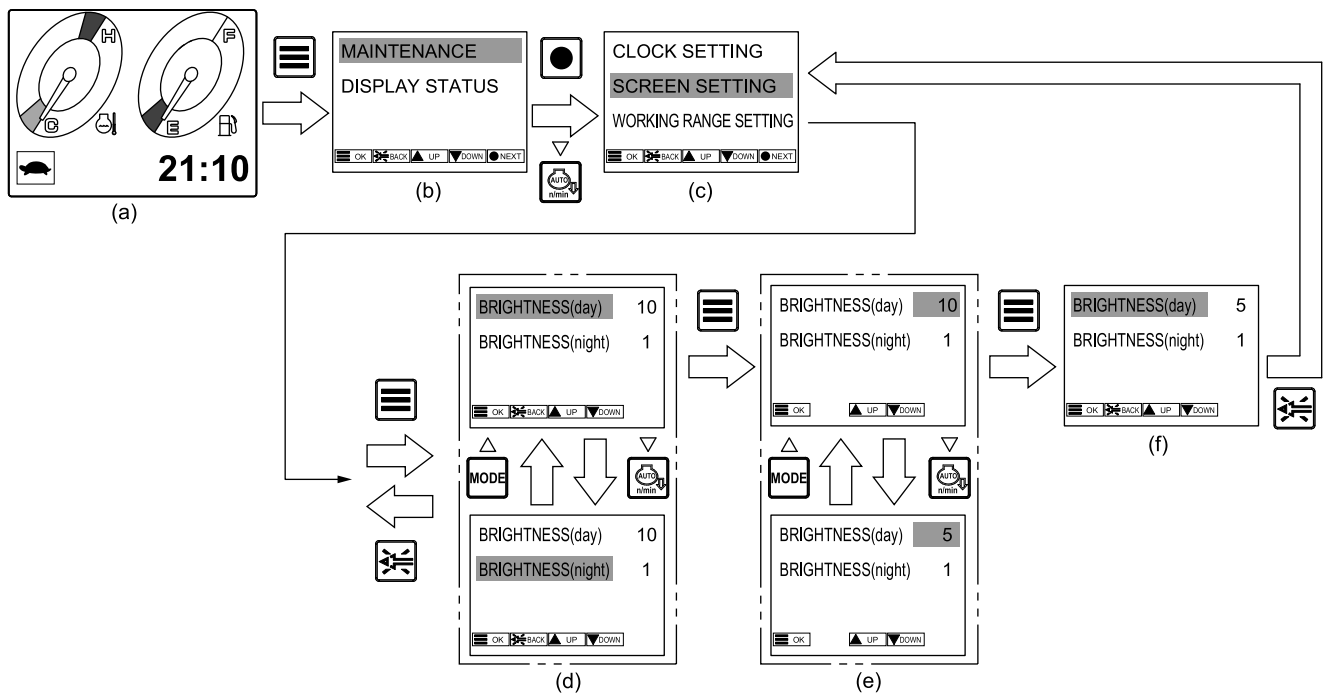 H
C
F
E
21:10
(a)
MAINTENANCE
DISPLAY STATUS
OK BACK UP DOWN NEXT
(b)
AUTO
n/min
CLOCK SETTING
SCREEN SETTING
WORKING RANGE SETTING
OK BACK UP DOWN NEXT
(c)
BRIGHTNESS(day) 10
BRIGHTNESS(night) 1
OK BACK UP DOWN
MODE
AUTO
n/min
BRIGHTNESS(day) 10
BRIGHTNESS(night) 1
OK BACK UP DOWN
(d)
BRIGHTNESS(day) 10
BRIGHTNESS(night) 1
OK UP DOWN
MODE
AUTO
n/min
BRIGHTNESS(day) 5
BRIGHTNESS(night) 1
OK UP DOWN
(e)
BRIGHTNESS(day) 5
BRIGHTNESS(night) 1
OK BACK UP DOWN
(f)